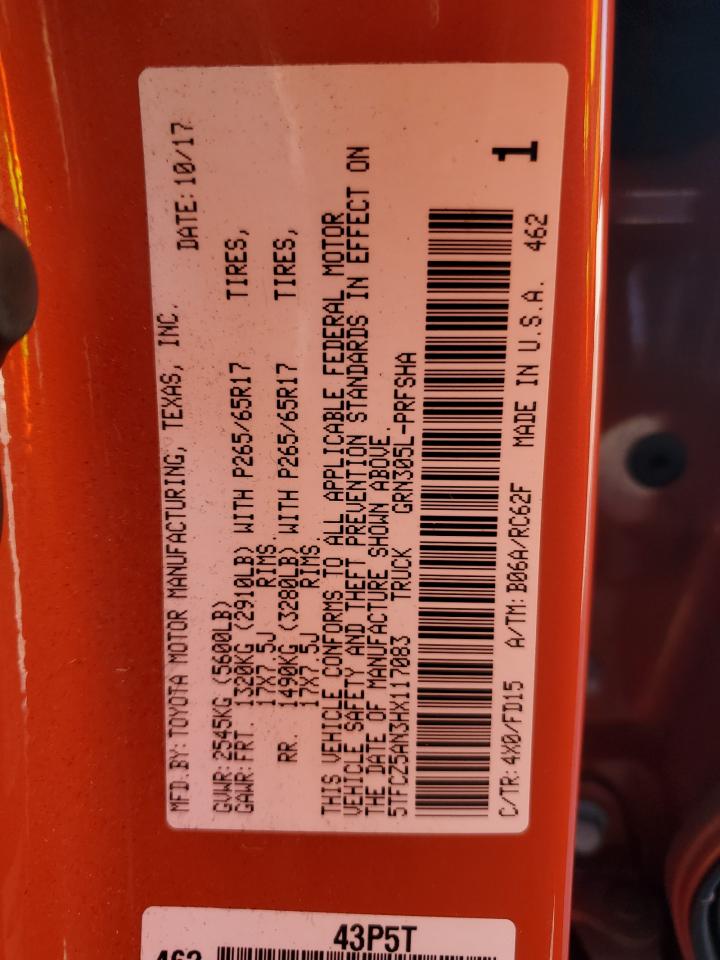 MFD.BY:TOYOTA MOTOR MANUFACTURING, TEXAS, INC. DATE:10/17
GVWR:2545KG (5600LB)
GAWR:FRT. 1320KG (2910LB) WITH P265/65R17 TIRES,
17X7.5J RIMS.
RR. 1490KG (3280LB) WITH P265/65R17 TIRES,
17X7.5J RIMS.
THIS VEHICLE CONFORMS TO ALL APPLICABLE FEDERAL MOTOR
VEHICLE SAFETY AND THEFT PREVENTION STANDARDS IN EFFECT ON
THE DATE OF MANUFACTURE SHOWN ABOVE.
5TFCZ5AN3HX117083 TRUCK GRN305L-PRFSHA
1
C/TR:4X0/FD15 A/TM:B06A/RC62F MADE IN U.S.A. 462
43P5T
462